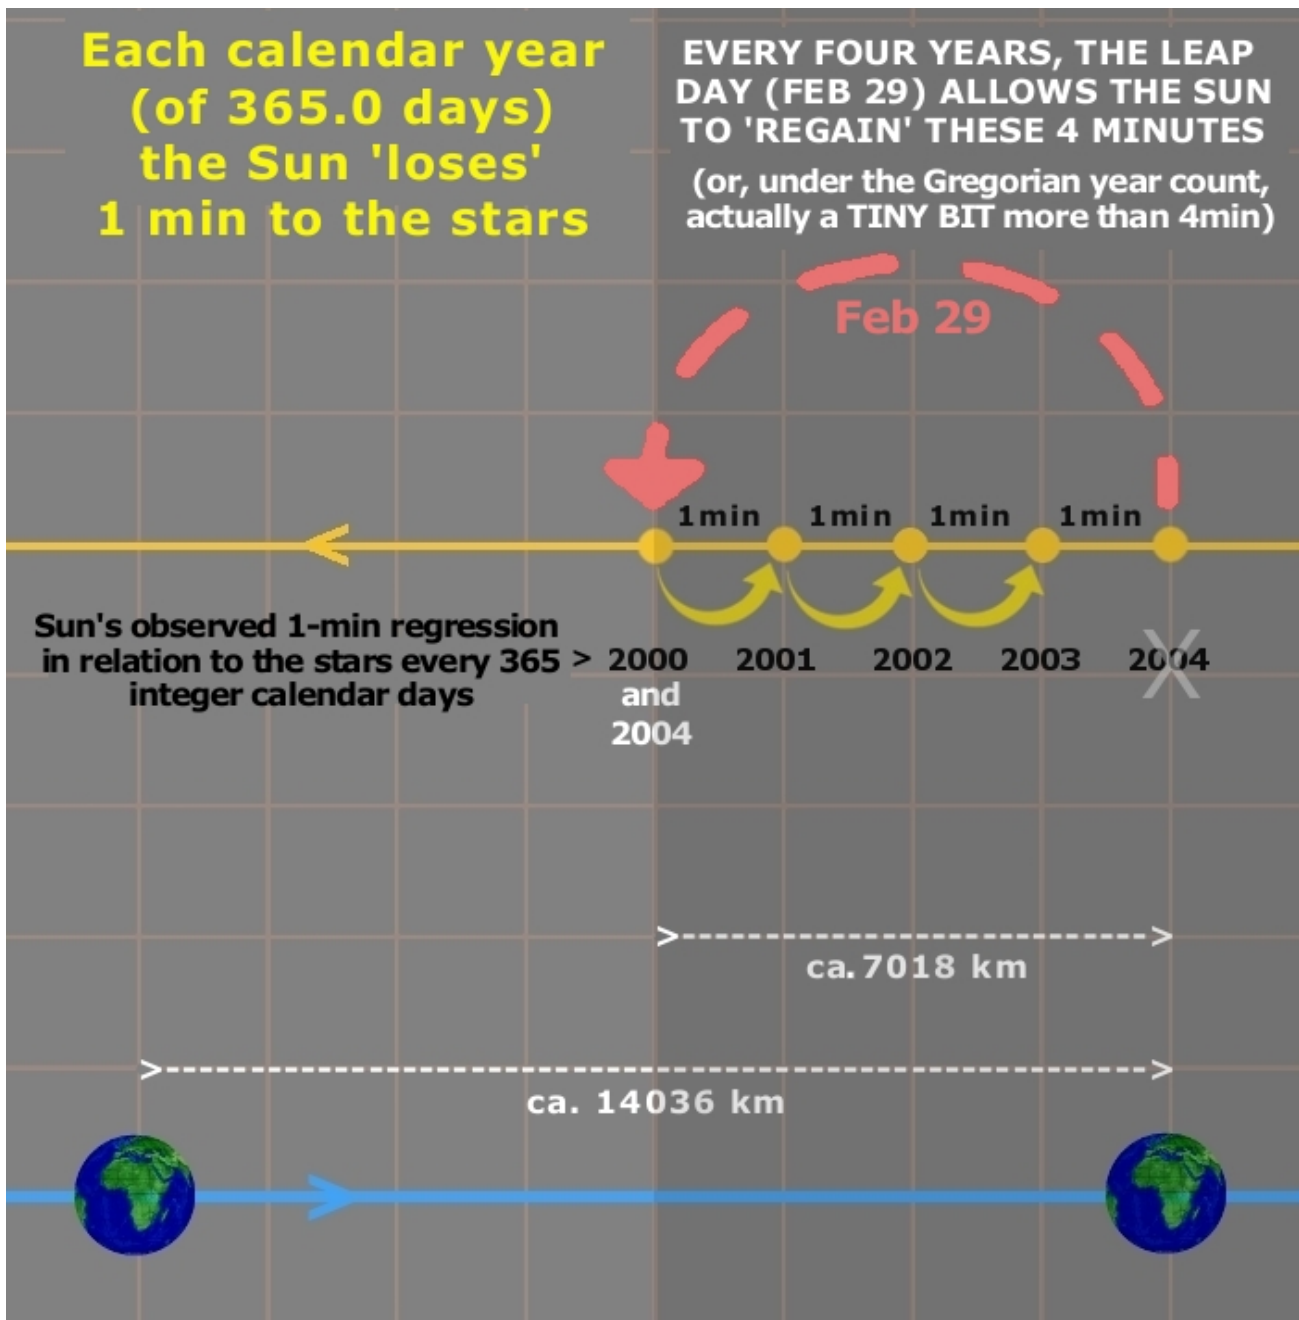 Each calendar year
(of 365.0 days)
the Sun 'loses'
1 min to the stars
EVERY FOUR YEARS, THE LEAP
DAY (FEB 29) ALLOWS THE SUN
TO 'REGAIN' THESE 4 MINUTES
(or, under the Gregorian year count,
actually a TINY BIT more than 4min)
Feb 29
1min 1min 1min 1min
Sun's observed 1-min regression
in relation to the stars every 365 >
integer calendar days
2000 2001 2002 2003 2004
and
2004
X
>-------------------------------->
ca. 7018 km
>---------------------------------------------------------------->
ca. 14036 km